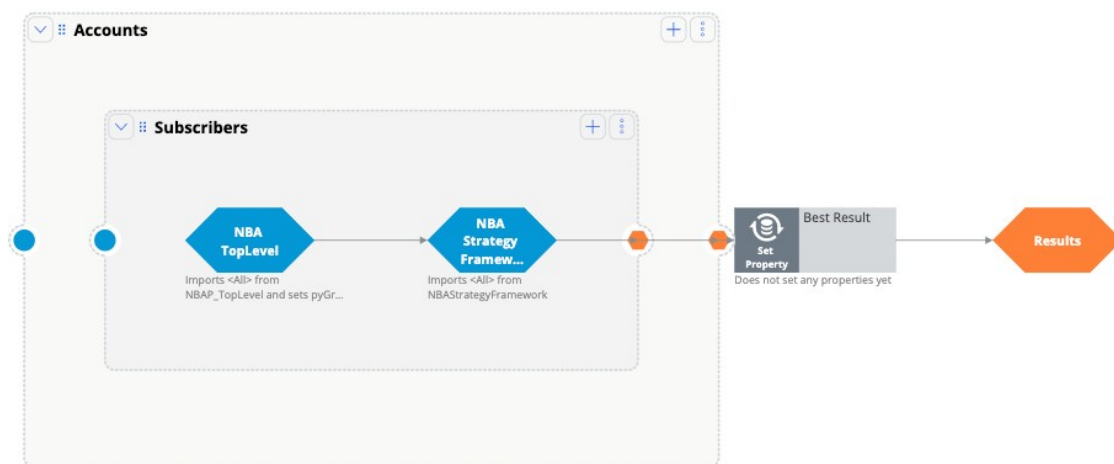 Accounts
Subscribers
NBA
TopLevel
Imports <All> from
NBAP_TopLevel and sets pyGr...
NBA
Strategy
Framew...
Imports <All> from
NBAStrategyFramework
Set
Property
Best Result
Does not set any properties yet
Results